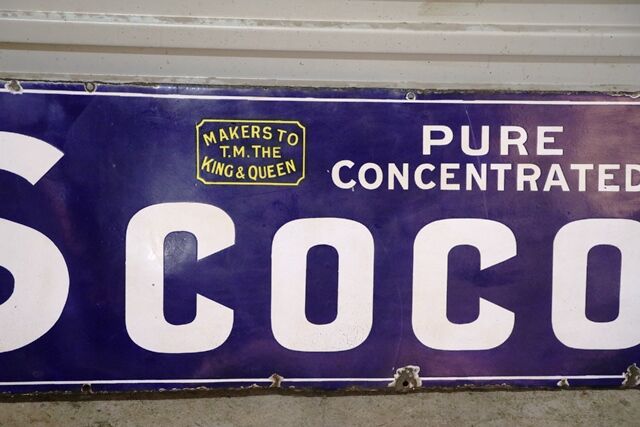 MAKERS TO
T.M. THE
KING & QUEEN
PURE
CONCENTRATED
S COCO